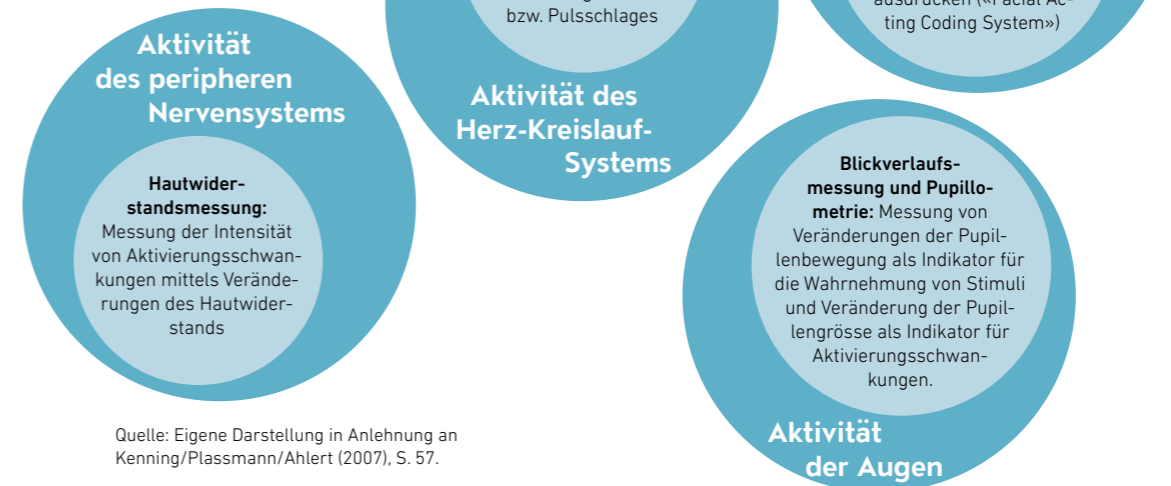 bzw. Pulsschlages
Aktivität des
Herz-Kreislauf-
Systems
ting Coding System»)
Aktivität
des peripheren
Nervensystems
Hautwider-
standsmessung:
Messung der Intensität
von Aktivierungsschwan-
kungen mittels Verände-
rungen des Hautwider-
stands
Blickverlaufs-
messung und Pupillo-
metrie: Messung von
Veränderungen der Pupil-
lenbewegung als Indikator für
die Wahrnehmung von Stimuli
und Veränderung der Pupil-
lengrösse als Indikator für
Aktivierungsschwan-
kungen.
Aktivität
der Augen
Quelle: Eigene Darstellung in Anlehnung an
Kenning/Plassmann/Ahlert (2007), S. 57.